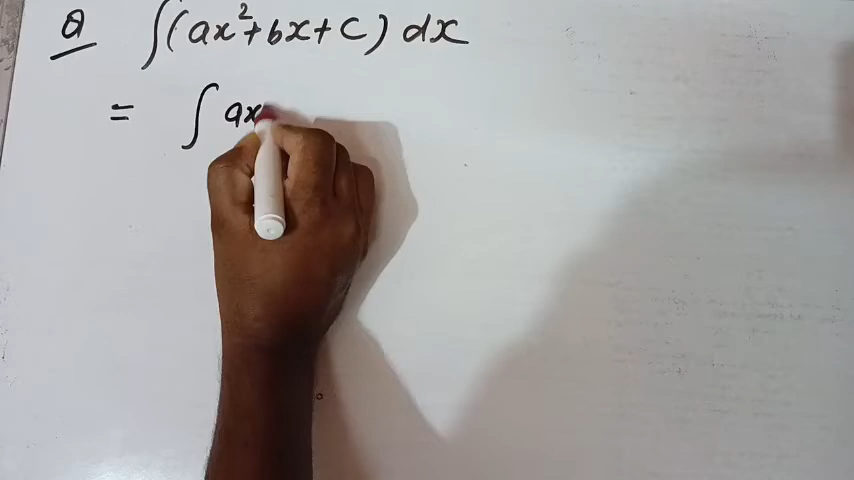 Q ∫(ax²+bx+c) dx
= ∫ax